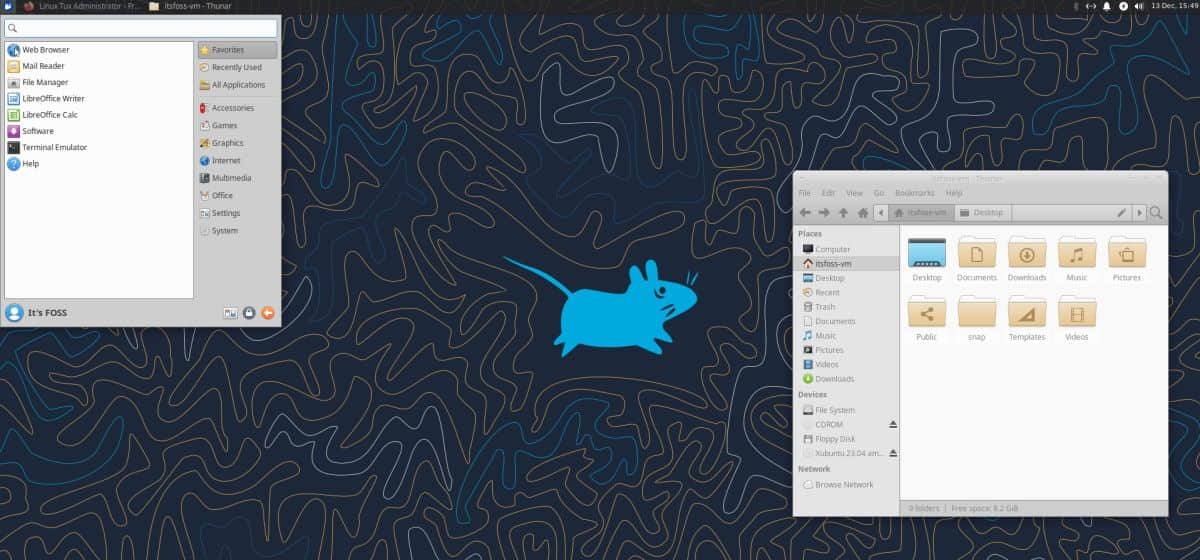 Linux Tux Administrator - Fr...
itsfoss-vm - Thunar
13 Dec, 15:49
Web Browser
Mail Reader
File Manager
LibreOffice Writer
LibreOffice Calc
Software
Terminal Emulator
Help
Favorites
Recently Used
All Applications
Accessories
Games
Graphics
Internet
Multimedia
Office
Settings
System
It's FOSS
itsfoss-vm - Thunar
File Edit View Go Bookmarks Help
itsfoss-vm Desktop
Places
Computer
itsfoss-vm
Desktop
Recent
Trash
Documents
Music
Pictures
Videos
Downloads
Devices
File System
CDROM
Floppy Disk
Xubuntu 23.04 am...
Network
Browse Network
Desktop Documents Downloads Music Pictures
Public snap Templates Videos
9 folders | Free space: 8.2 GiB